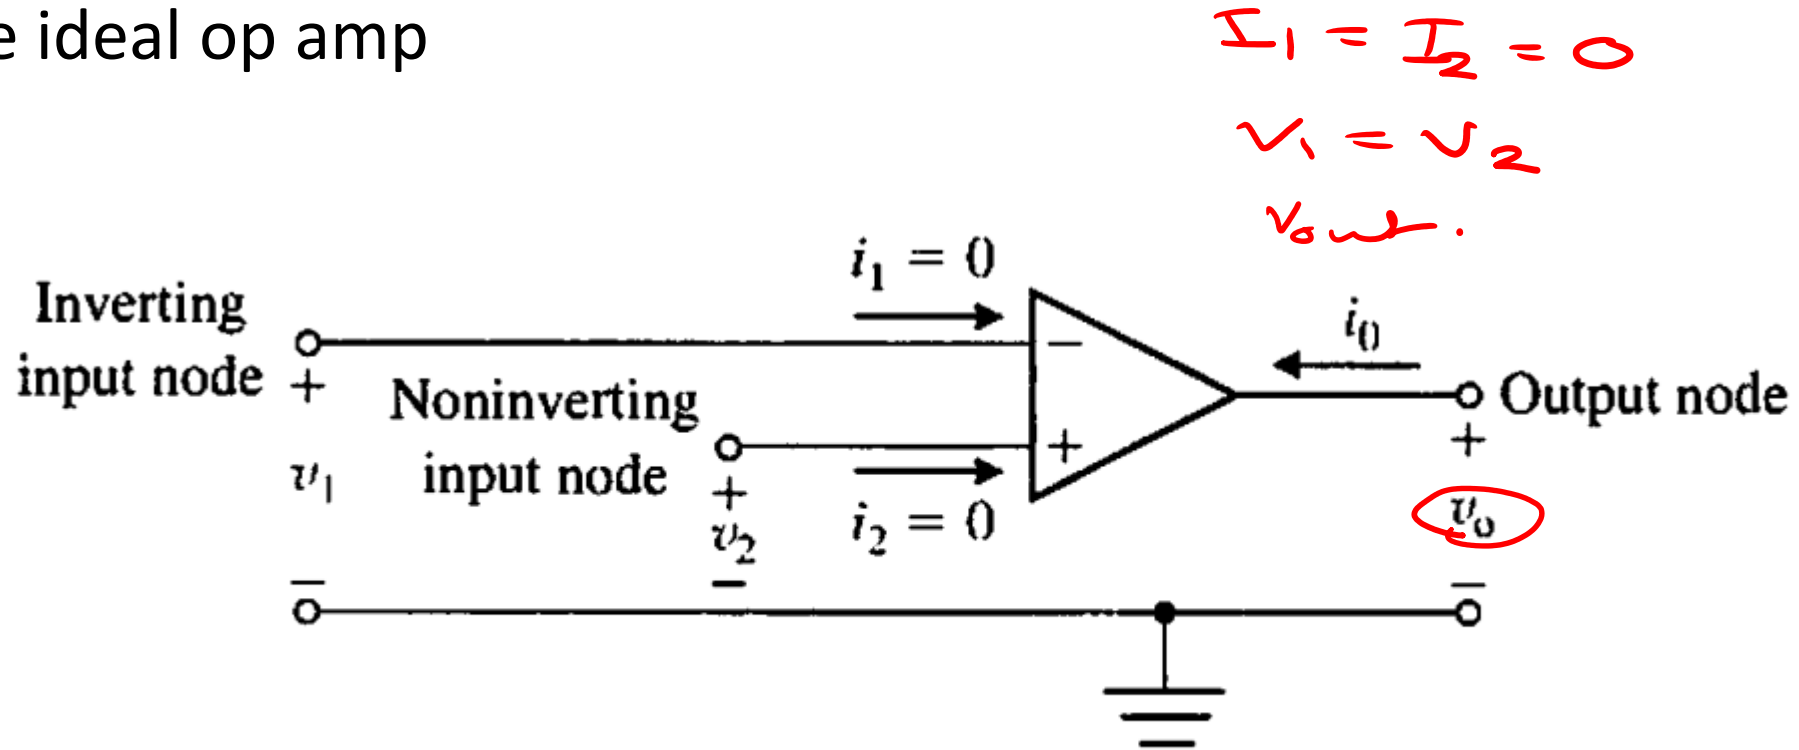 e ideal op amp
I₁ = I₂ = 0
v₁ = v₂
Vout.
i₁ = 0
Inverting
input node
+
v₁
−
Noninverting
input node
+
v₂
−
i₂ = 0
−
+
i₀
Output node
+
v₀
−